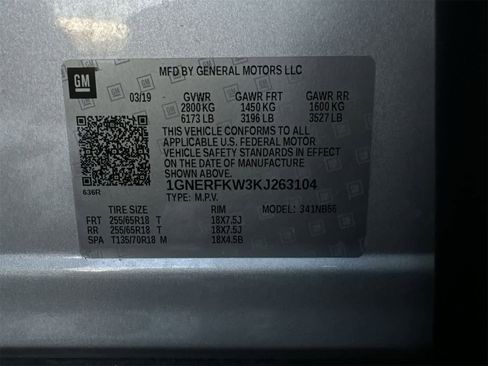 GM
MFD BY GENERAL MOTORS LLC
03/19 GVWR GAWR FRT GAWR RR
2800 KG 1450 KG 1600 KG
6173 LB 3196 LB 3527 LB
THIS VEHICLE CONFORMS TO ALL
APPLICABLE U.S. FEDERAL MOTOR
VEHICLE SAFETY STANDARDS IN EFFECT
ON THE DATE OF MANUFACTURE
SHOWN ABOVE.
636R
1GNERFKW3KJ263104
TYPE: M.P.V. MODEL: 341NB56
TIRE SIZE RIM
FRT 255/65R18 T 18X7.5J
RR 255/65R18 T 18X7.5J
SPA T135/70R18 M 18X4.5B